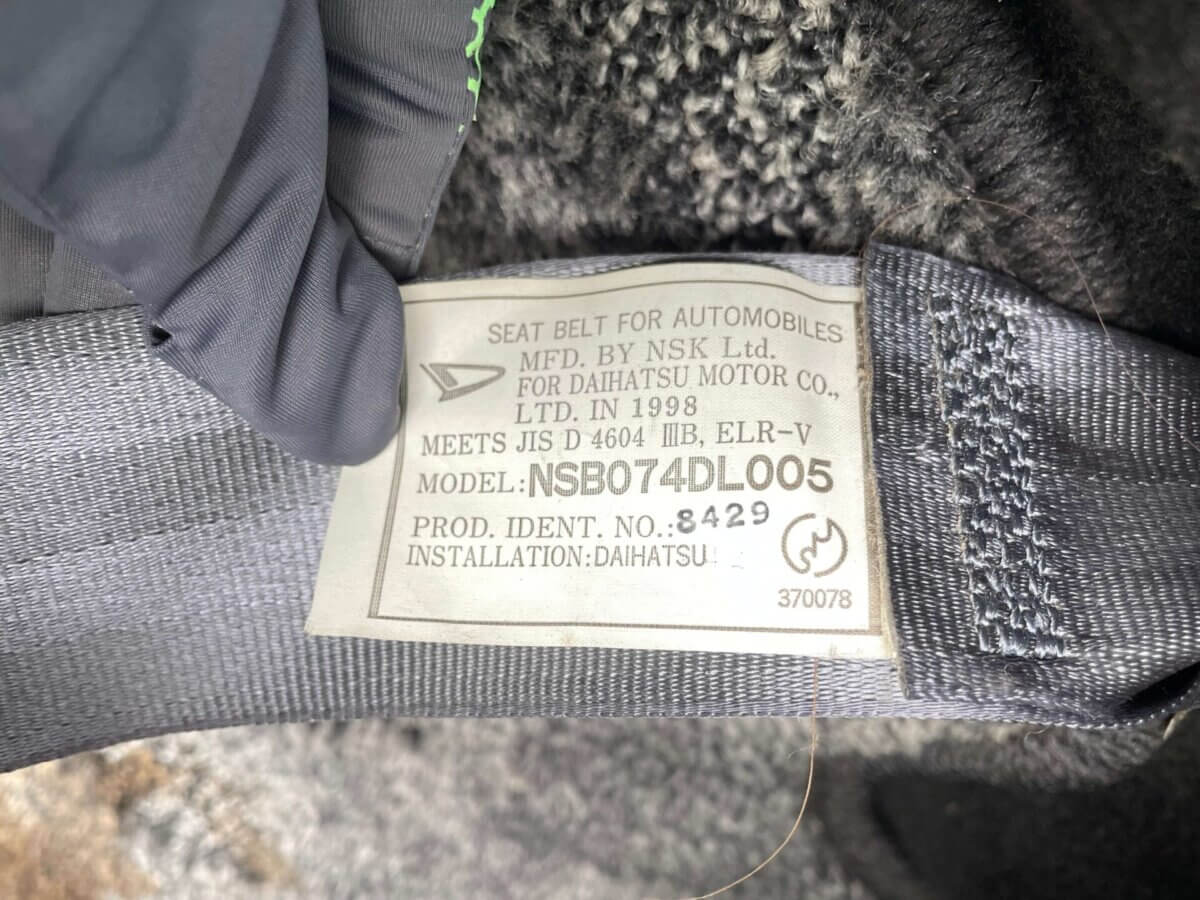 SEAT BELT FOR AUTOMOBILES
MFD. BY NSK Ltd.
FOR DAIHATSU MOTOR CO.,
LTD. IN 1998
MEETS JIS D 4604 ⅢB, ELR-V
MODEL:NSB074DL005
PROD. IDENT. NO.:8429
INSTALLATION:DAIHATSU
370078